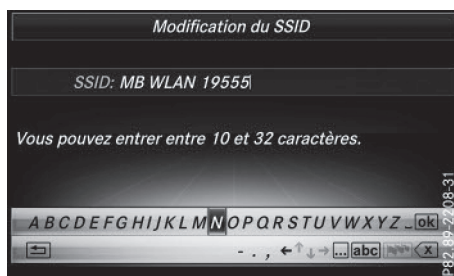 Modification du SSID
SSID: MB WLAN 19555
Vous pouvez entrer entre 10 et 32 caractères.
A B C D E F G H I J K L M N O P Q R S T U V W X Y Z _ ok
- . , ←↑↓→ ... abc X
P82.89-2208-31